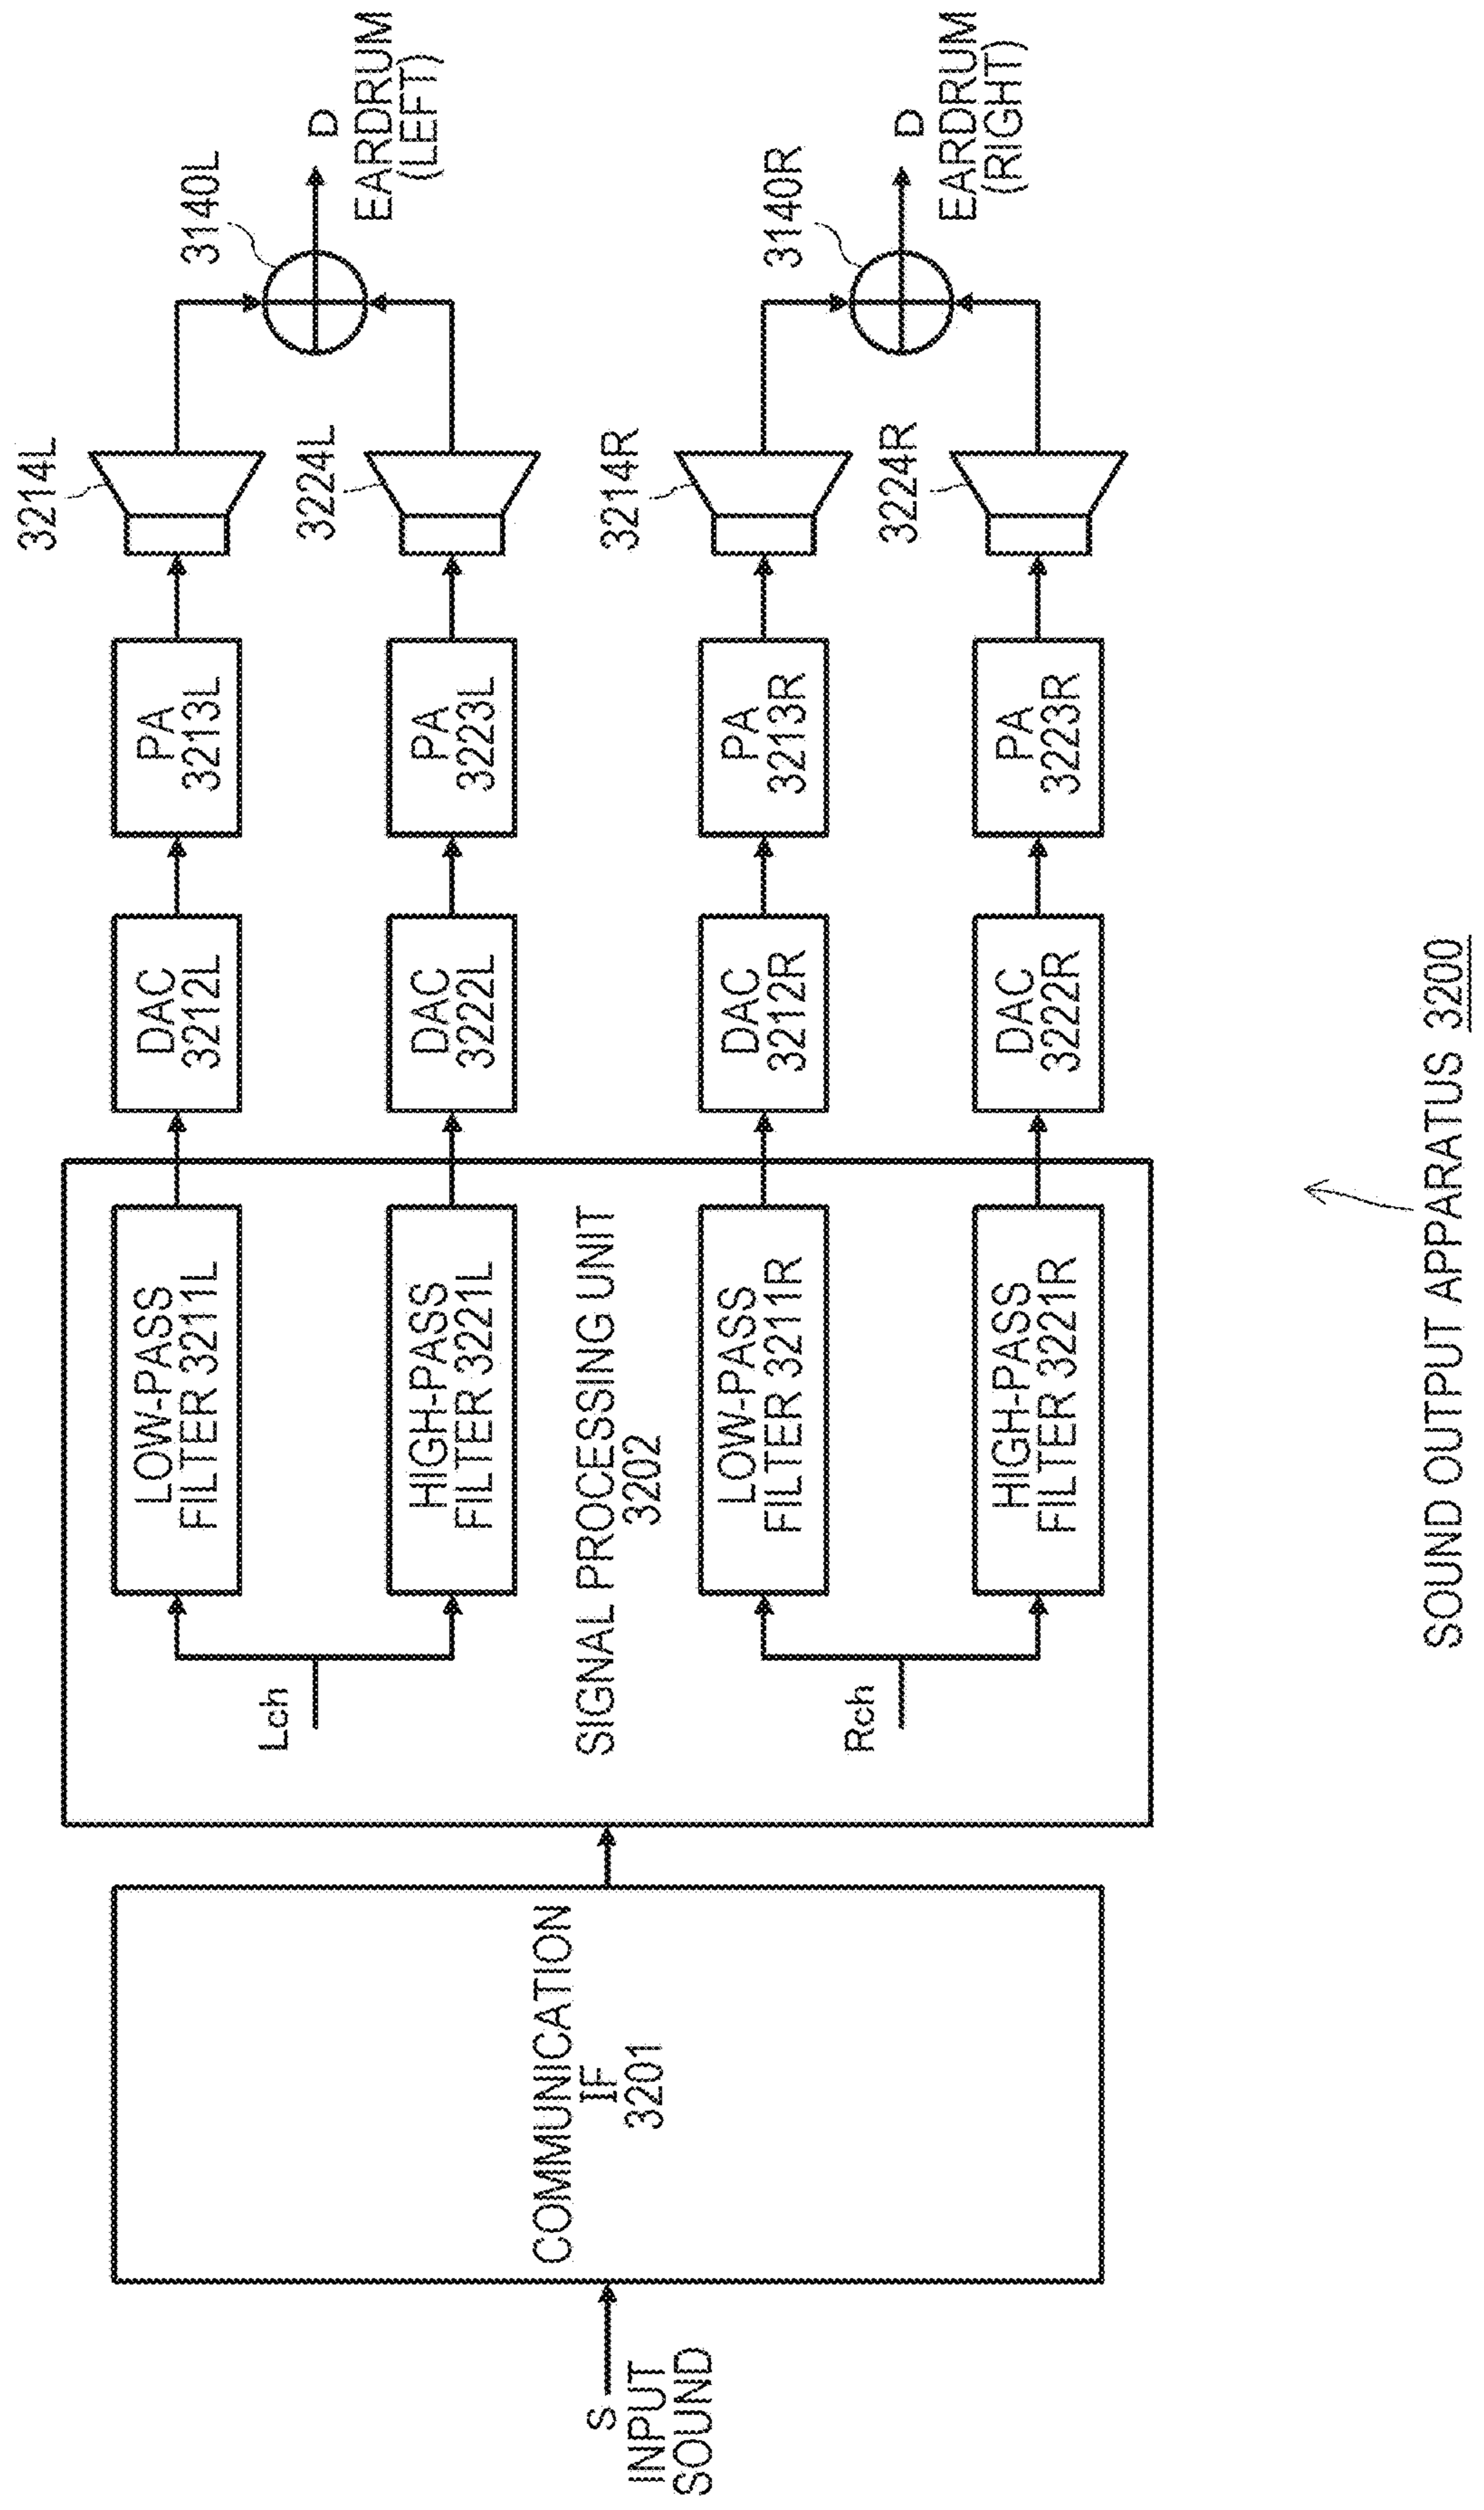 S
INPUT
SOUND
COMMUNICATION
IF
3201
SIGNAL PROCESSING UNIT
3202
Lch
LOW-PASS
FILTER 3211L
HIGH-PASS
FILTER 3221L
Rch
LOW-PASS
FILTER 3211R
HIGH-PASS
FILTER 3221R
DAC
3212L
DAC
3222L
DAC
3212R
DAC
3222R
PA
3213L
PA
3223L
PA
3213R
PA
3223R
3214L
3224L
3214R
3224R
3140L
3140R
D
EARDRUM
(LEFT)
D
EARDRUM
(RIGHT)
SOUND OUTPUT APPARATUS 3200